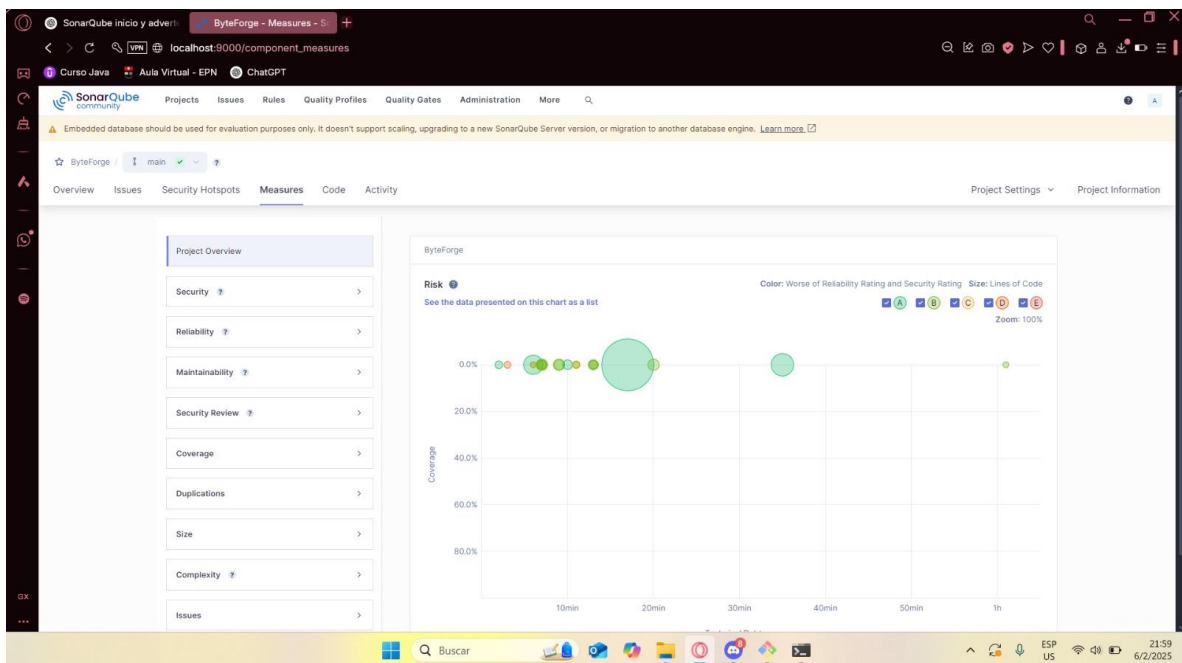 SonarQube inicio y advert
ByteForge - Measures - S
VPN localhost:9000/component_measures
Curso Java Aula Virtual - EPN ChatGPT
SonarQube community Projects Issues Rules Quality Profiles Quality Gates Administration More A
Embedded database should be used for evaluation purposes only. It doesn't support scaling, upgrading to a new SonarQube Server version, or migration to another database engine. Learn more
ByteForge / main ?
Overview Issues Security Hotspots Measures Code Activity Project Settings Project Information
Project Overview
Security ?
Reliability ?
Maintainability ?
Security Review ?
Coverage
Duplications
Size
Complexity ?
Issues
ByteForge
Risk ?
Color: Worse of Reliability Rating and Security Rating Size: Lines of Code
See the data presented on this chart as a list
A B C D E
Zoom: 100%
Coverage
0.0%
20.0%
40.0%
60.0%
80.0%
10min 20min 30min 40min 50min 1h
GX
Buscar
ESP
US
21:59
6/2/2025